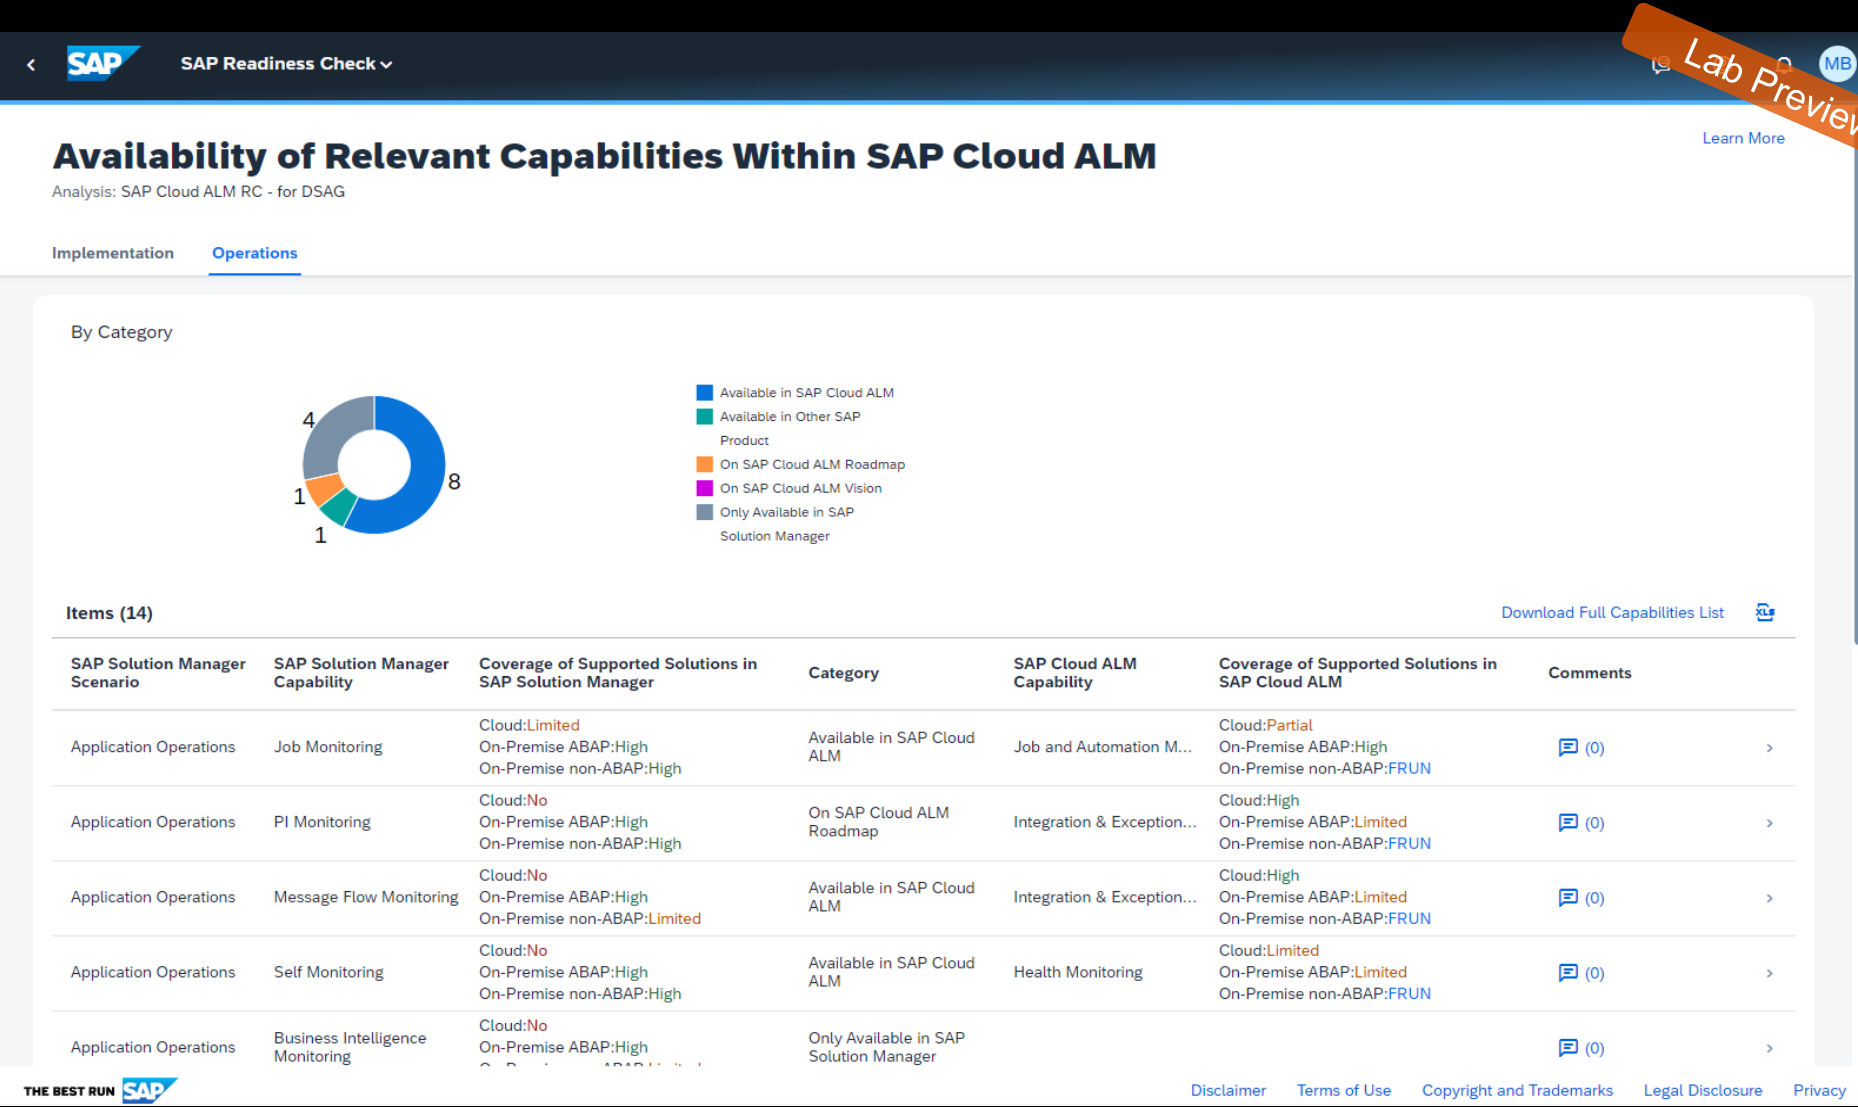 SAP
SAP Readiness Check
MB
Lab Preview
Learn More
Availability of Relevant Capabilities Within SAP Cloud ALM
Analysis: SAP Cloud ALM RC - for DSAG
Implementation
Operations
By Category
4
8
1
1
Available in SAP Cloud ALM
Available in Other SAP
Product
On SAP Cloud ALM Roadmap
On SAP Cloud ALM Vision
Only Available in SAP
Solution Manager
Items (14)
Download Full Capabilities List
XLS
SAP Solution Manager
Scenario
SAP Solution Manager
Capability
Coverage of Supported Solutions in
SAP Solution Manager
Category
SAP Cloud ALM
Capability
Coverage of Supported Solutions in
SAP Cloud ALM
Comments
Application Operations
Job Monitoring
Cloud:Limited
On-Premise ABAP:High
On-Premise non-ABAP:High
Available in SAP Cloud
ALM
Job and Automation M...
Cloud:Partial
On-Premise ABAP:High
On-Premise non-ABAP:FRUN
(0)
Application Operations
PI Monitoring
Cloud:No
On-Premise ABAP:High
On-Premise non-ABAP:High
On SAP Cloud ALM
Roadmap
Integration & Exception...
Cloud:High
On-Premise ABAP:Limited
On-Premise non-ABAP:FRUN
(0)
Application Operations
Message Flow Monitoring
Cloud:No
On-Premise ABAP:High
On-Premise non-ABAP:Limited
Available in SAP Cloud
ALM
Integration & Exception...
Cloud:High
On-Premise ABAP:Limited
On-Premise non-ABAP:FRUN
(0)
Application Operations
Self Monitoring
Cloud:No
On-Premise ABAP:High
On-Premise non-ABAP:High
Available in SAP Cloud
ALM
Health Monitoring
Cloud:Limited
On-Premise ABAP:Limited
On-Premise non-ABAP:FRUN
(0)
Application Operations
Business Intelligence
Monitoring
Cloud:No
On-Premise ABAP:High
Only Available in SAP
Solution Manager
(0)
THE BEST RUN SAP
Disclaimer
Terms of Use
Copyright and Trademarks
Legal Disclosure
Privacy